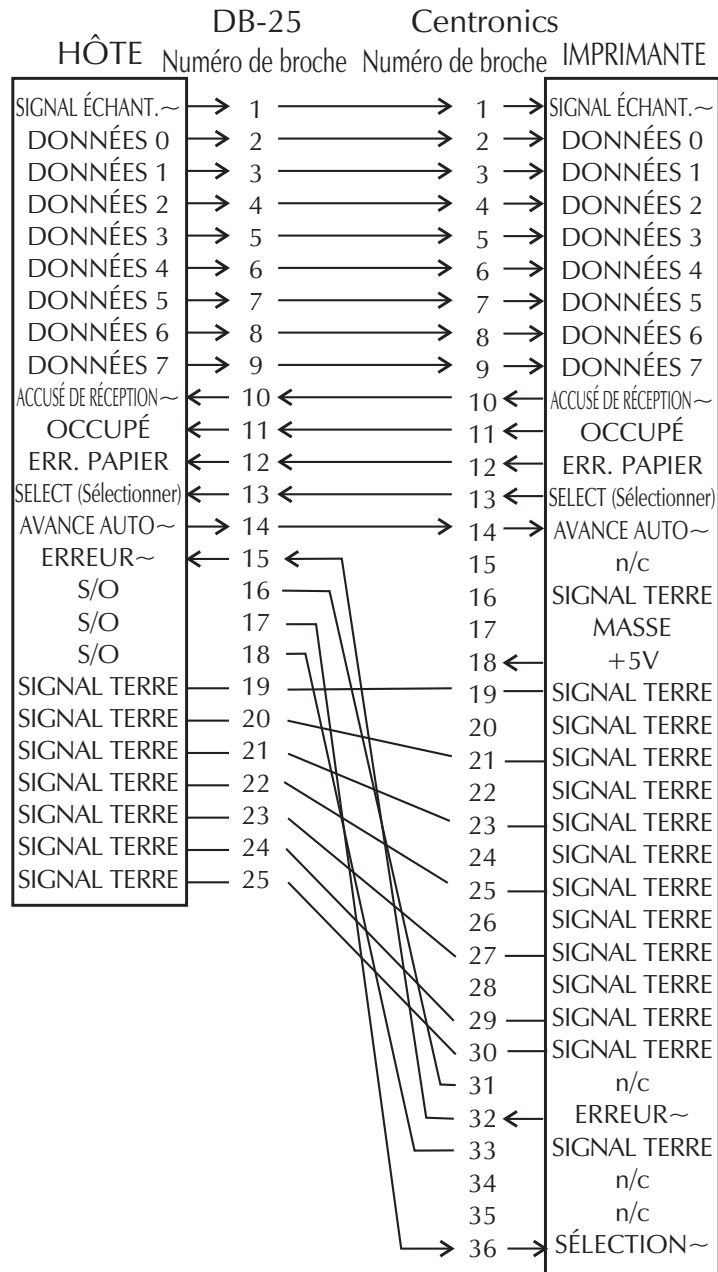 DB-25 Centronics
HÔTE Numéro de broche Numéro de broche IMPRIMANTE
SIGNAL ÉCHANT.~ 1 1 SIGNAL ÉCHANT.~
DONNÉES 0 2 2 DONNÉES 0
DONNÉES 1 3 3 DONNÉES 1
DONNÉES 2 4 4 DONNÉES 2
DONNÉES 3 5 5 DONNÉES 3
DONNÉES 4 6 6 DONNÉES 4
DONNÉES 5 7 7 DONNÉES 5
DONNÉES 6 8 8 DONNÉES 6
DONNÉES 7 9 9 DONNÉES 7
ACCUSÉ DE RÉCEPTION~ 10 10 ACCUSÉ DE RÉCEPTION~
OCCUPÉ 11 11 OCCUPÉ
ERR. PAPIER 12 12 ERR. PAPIER
SELECT (Sélectionner) 13 13 SELECT (Sélectionner)
AVANCE AUTO~ 14 14 AVANCE AUTO~
ERREUR~ 15 15 n/c
S/O 16 16 SIGNAL TERRE
S/O 17 17 MASSE
S/O 18 18 +5V
SIGNAL TERRE 19 19 SIGNAL TERRE
SIGNAL TERRE 20 20 SIGNAL TERRE
SIGNAL TERRE 21 21 SIGNAL TERRE
SIGNAL TERRE 22 22 SIGNAL TERRE
SIGNAL TERRE 23 23 SIGNAL TERRE
SIGNAL TERRE 24 24 SIGNAL TERRE
SIGNAL TERRE 25 25 SIGNAL TERRE
26 SIGNAL TERRE
27 SIGNAL TERRE
28 SIGNAL TERRE
29 SIGNAL TERRE
30 SIGNAL TERRE
31 n/c
32 ERREUR~
33 SIGNAL TERRE
34 n/c
35 n/c
36 SÉLECTION~